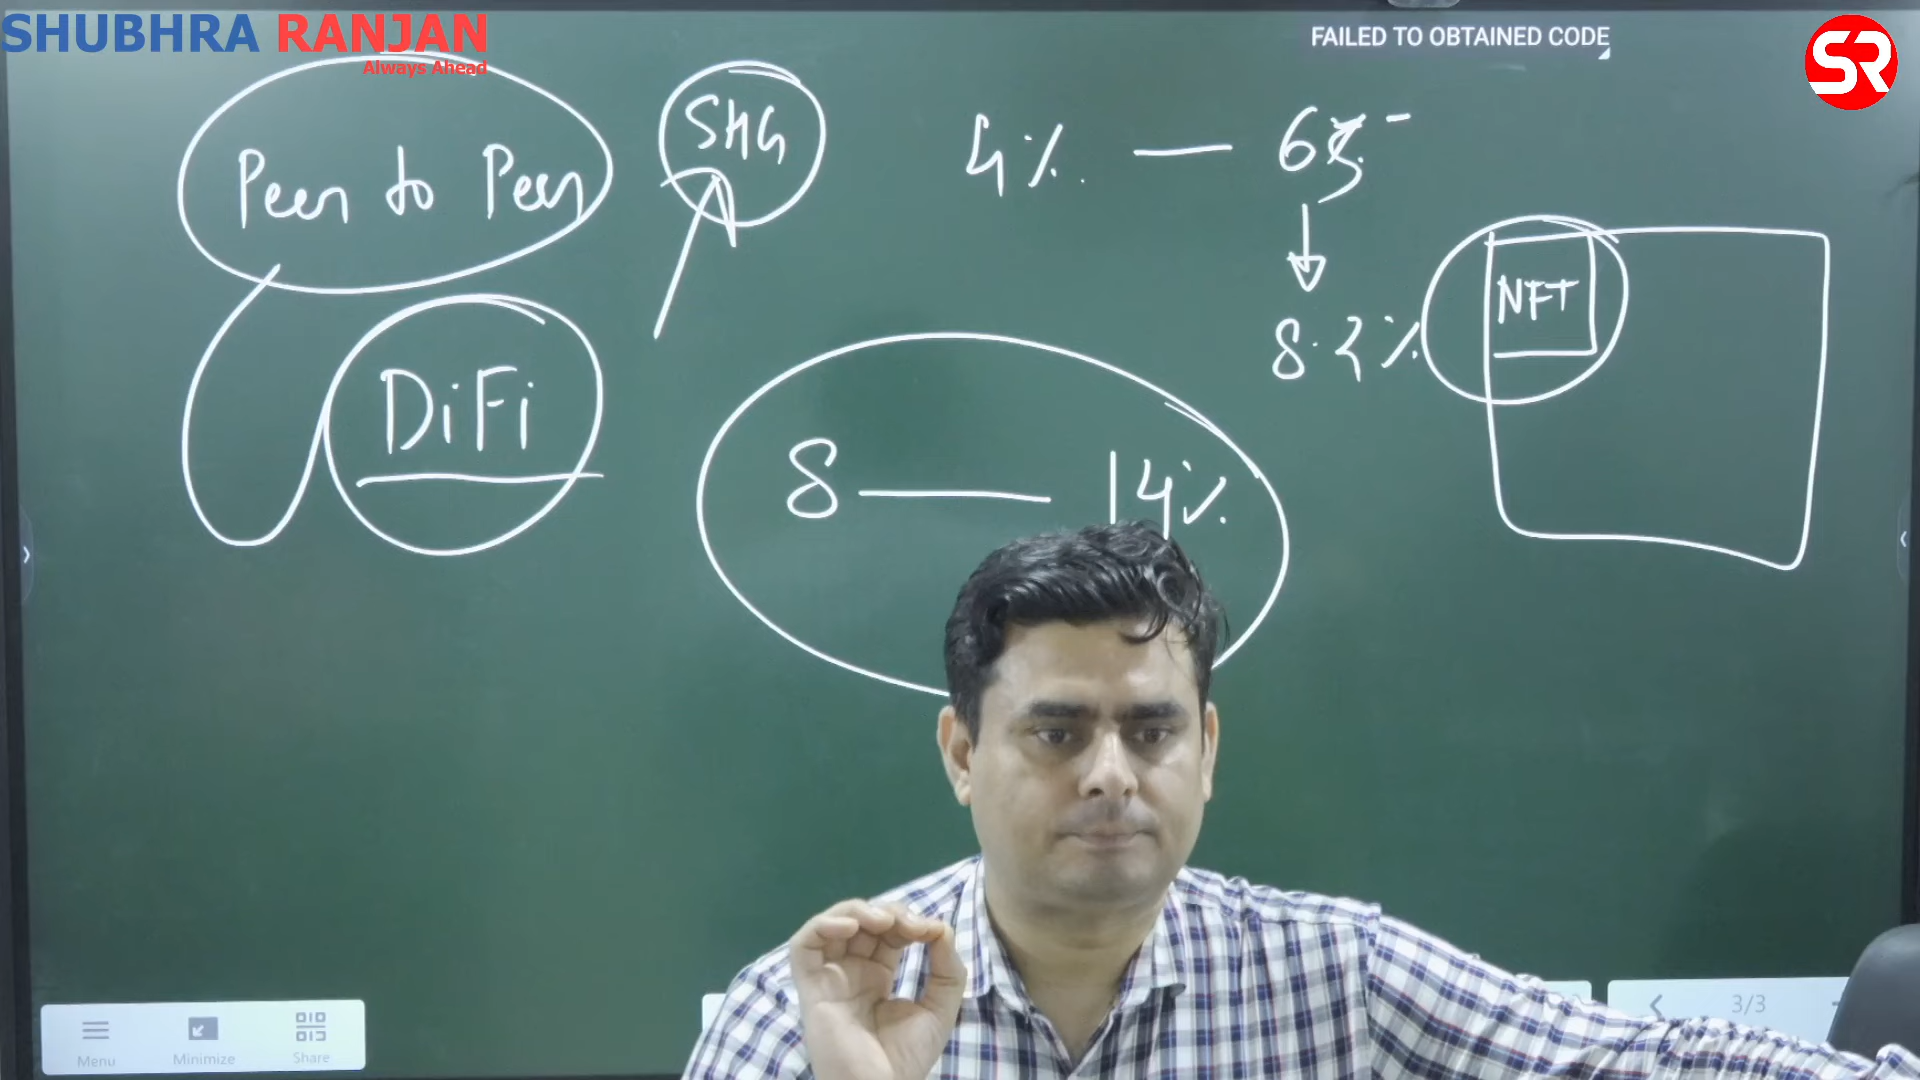 SHUBHRA RANJAN
Always Ahead
FAILED TO OBTAINED CODE
SR
Peer to Peer
SHG
4% — 6
8.2%
NFT
DiFi
8 — 14%
Menu
Minimize
Share
3/3